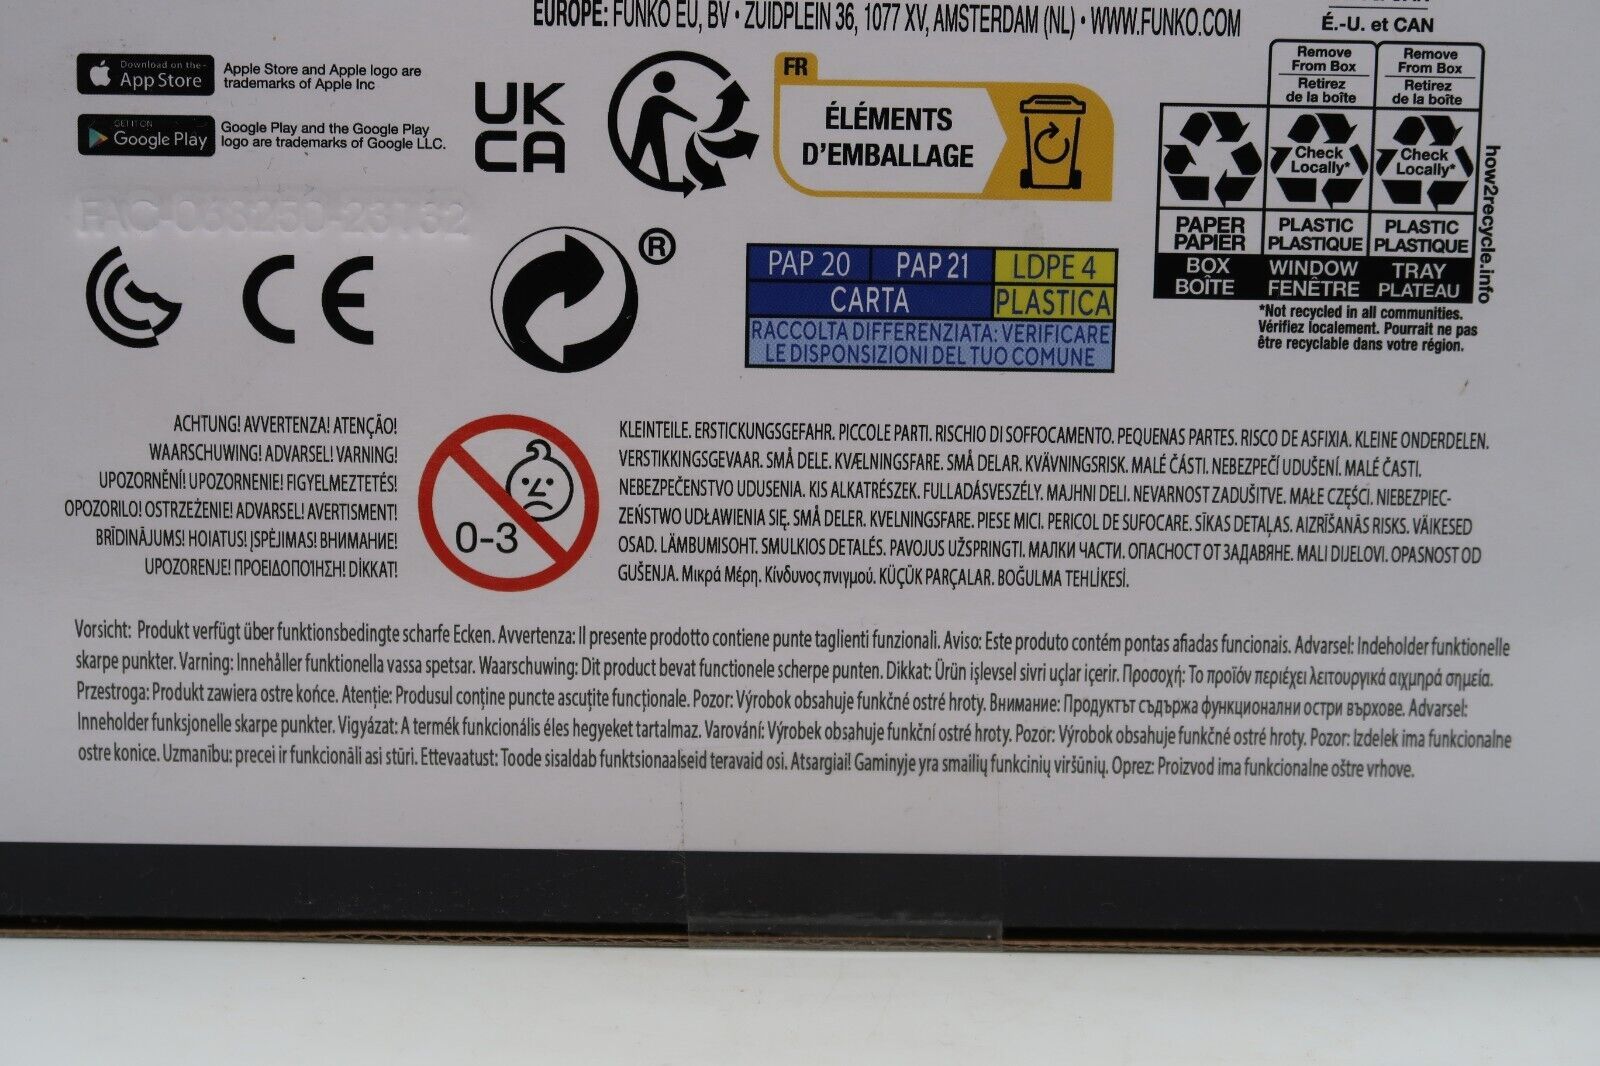 EUROPE: FUNKO EU, BV • ZUIDPLEIN 36, 1077 XV, AMSTERDAM (NL) • WWW.FUNKO.COM
É.-U. et CAN
Download on the
App Store
Apple Store and Apple logo are
trademarks of Apple Inc
GET IT ON
Google Play
Google Play and the Google Play
logo are trademarks of Google LLC.
UK
CA
FR
ÉLÉMENTS
D'EMBALLAGE
Remove
From Box
Retirez
de la boîte
Remove
From Box
Retirez
de la boîte
Check
Locally*
Check
Locally*
PAPER
PAPIER
PLASTIC
PLASTIQUE
PLASTIC
PLASTIQUE
BOX
BOÎTE
WINDOW
FENÊTRE
TRAY
PLATEAU
how2recycle.info
*Not recycled in all communities.
Vérifiez localement. Pourrait ne pas
être recyclable dans votre région.
FAC-068250-23132
CE
®
PAP 20 PAP 21 LDPE 4
CARTA PLASTICA
RACCOLTA DIFFERENZIATA: VERIFICARE
LE DISPONSIZIONI DEL TUO COMUNE
ACHTUNG! AVVERTENZA! ATENÇÃO!
WAARSCHUWING! ADVARSEL! VARNING!
UPOZORNĚNÍ! UPOZORNENIE! FIGYELMEZTETÉS!
OPOZORILO! OSTRZEŻENIE! ADVARSEL! AVERTISMENT!
BRĪDINĀJUMS! HOIATUS! ĮSPĖJIMAS! ВНИМАНИЕ!
UPOZORENJE! ΠΡΟΕΙΔΟΠΟΊΗΣΗ! DİKKAT!
0-3
KLEINTEILE. ERSTICKUNGSGEFAHR. PICCOLE PARTI. RISCHIO DI SOFFOCAMENTO. PEQUENAS PARTES. RISCO DE ASFIXIA. KLEINE ONDERDELEN.
VERSTIKKINGSGEVAAR. SMÅ DELE. KVÆLNINGSFARE. SMÅ DELAR. KVÄVNINGSRISK. MALÉ ČÁSTI. NEBEZPEČÍ UDUŠENÍ. MALÉ ČASTI.
NEBEZPEČENSTVO UDUSENIA. KIS ALKATRÉSZEK. FULLADÁSVESZÉLY. MAJHNI DELI. NEVARNOST ZADUŠITVE. MAŁE CZĘŚCI. NIEBEZPIEC-
ZEŃSTWO UDŁAWIENIA SIĘ. SMÅ DELER. KVELNINGSFARE. PIESE MICI. PERICOL DE SUFOCARE. SĪKAS DETAĻAS. AIZRĪŠANĀS RISKS. VÄIKESED
OSAD. LÄMBUMISOHT. SMULKIOS DETALĖS. PAVOJUS UŽSPRINGTI. МАЛКИ ЧАСТИ. ОПАСНОСТ ОТ ЗАДАВЯНЕ. MALI DIJELOVI. OPASNOST OD
GUŠENJA. Μικρά Μέρη. Κίνδυνος πνιγμού. KÜÇÜK PARÇALAR. BOĞULMA TEHLİKESİ.
Vorsicht: Produkt verfügt über funktionsbedingte scharfe Ecken. Avvertenza: Il presente prodotto contiene punte taglienti funzionali. Aviso: Este produto contém pontas afiadas funcionais. Advarsel: Indeholder funktionelle
skarpe punkter. Varning: Innehåller funktionella vassa spetsar. Waarschuwing: Dit product bevat functionele scherpe punten. Dikkat: Ürün işlevsel sivri uçlar içerir. Προσοχή: Το προϊόν περιέχει λειτουργικά αιχμηρά σημεία.
Przestroga: Produkt zawiera ostre końce. Atenție: Produsul conține puncte ascuțite funcționale. Pozor: Výrobok obsahuje funkčné ostré hroty. Внимание: Продуктът съдържа функционални остри върхове. Advarsel:
Inneholder funksjonelle skarpe punkter. Vigyázat: A termék funkcionális éles hegyeket tartalmaz. Varování: Výrobek obsahuje funkční ostré hroty. Pozor: Výrobok obsahuje funkčné ostré hroty. Pozor: Izdelek ima funkcionalne
ostre konice. Uzmanību: precei ir funkcionāli asi stūri. Ettevaatust: Toode sisaldab funktsionaalseid teravaid osi. Atsargiai! Gaminyje yra smailių funkcinių viršūnių. Oprez: Proizvod ima funkcionalne oštre vrhove.